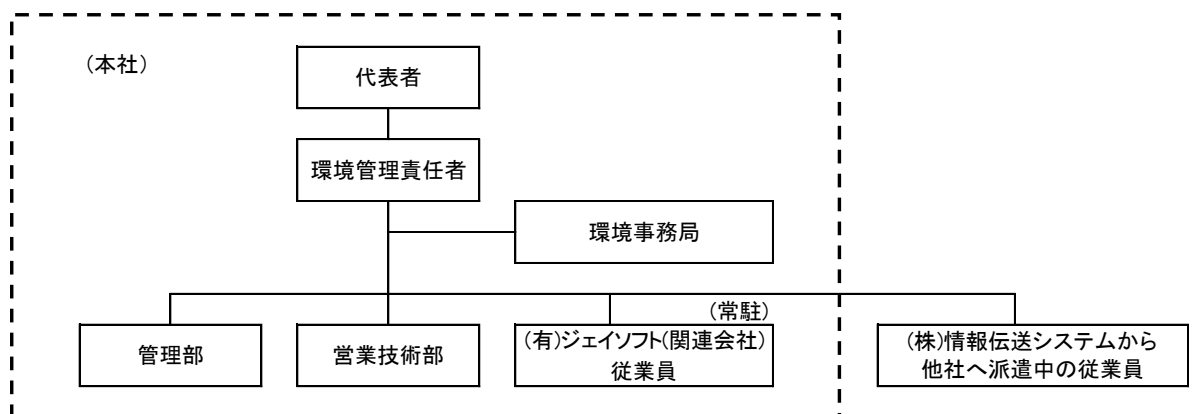 (本社)
代表者
環境管理責任者
環境事務局
(常駐)
管理部
営業技術部
(有)ジェイソフト(関連会社)
従業員
(株)情報伝送システムから
他社へ派遣中の従業員